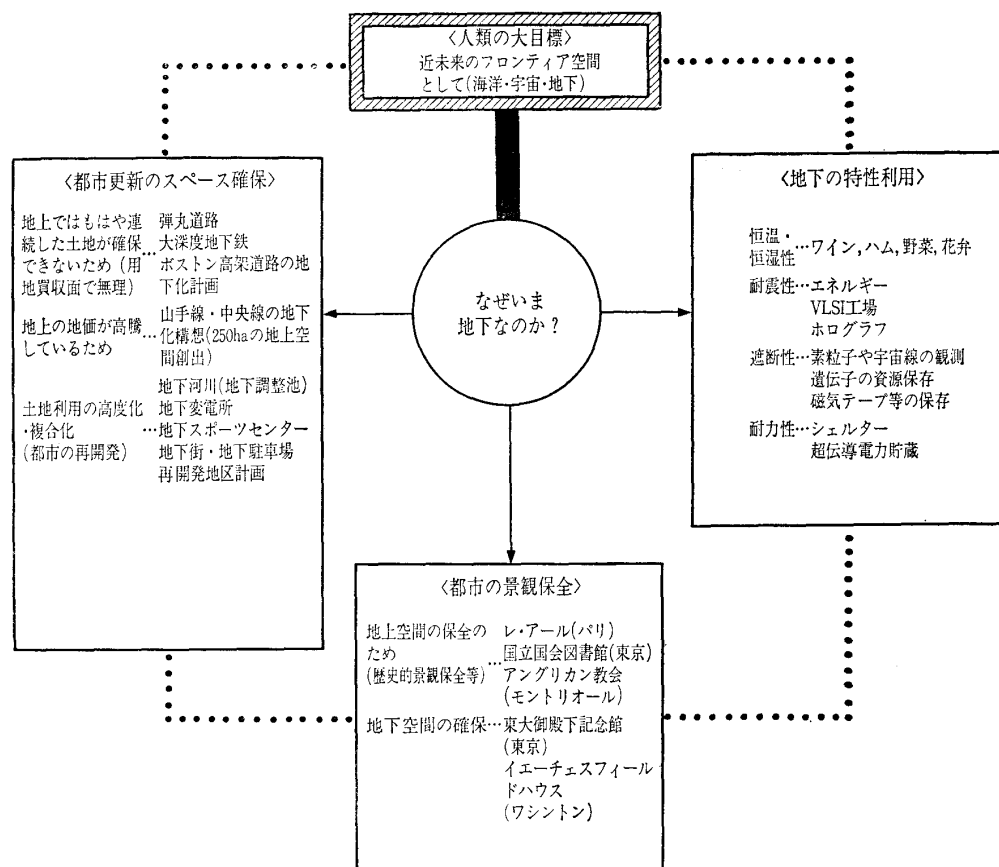 〈人類の大目標〉
近未来のフロンティア空間
として(海洋・宇宙・地下)
〈都市更新のスペース確保〉
地上ではもはや連
続した土地が確保
できないため(用…
地買収面で無理)
弾丸道路
大深度地下鉄
ボストン高架道路の地
下化計画
地上の地価が高騰…
しているため
山手線・中央線の地下
化構想(250haの地上空
間創出)
土地利用の高度化
・複合化…
(都市の再開発)
地下河川(地下調整池)
地下変電所
地下スポーツセンター
地下街・地下駐車場
再開発地区計画
なぜいま
地下なのか?
〈地下の特性利用〉
恒温・
恒湿性…ワイン,ハム,野菜,花弁
耐震性…エネルギー
VLSI工場
ホログラフ
遮断性…素粒子や宇宙線の観測
遺伝子の資源保存
磁気テープ等の保存
耐力性…シェルター
超伝導電力貯蔵
〈都市の景観保全〉
地上空間の保全の
ため
(歴史的景観保全等)…
レ・アール(パリ)
国立国会図書館(東京)
アングリカン教会
(モントリオール)
地下空間の確保…東大御殿下記念館
(東京)
イエーチェスフィール
ドハウス
(ワシントン)